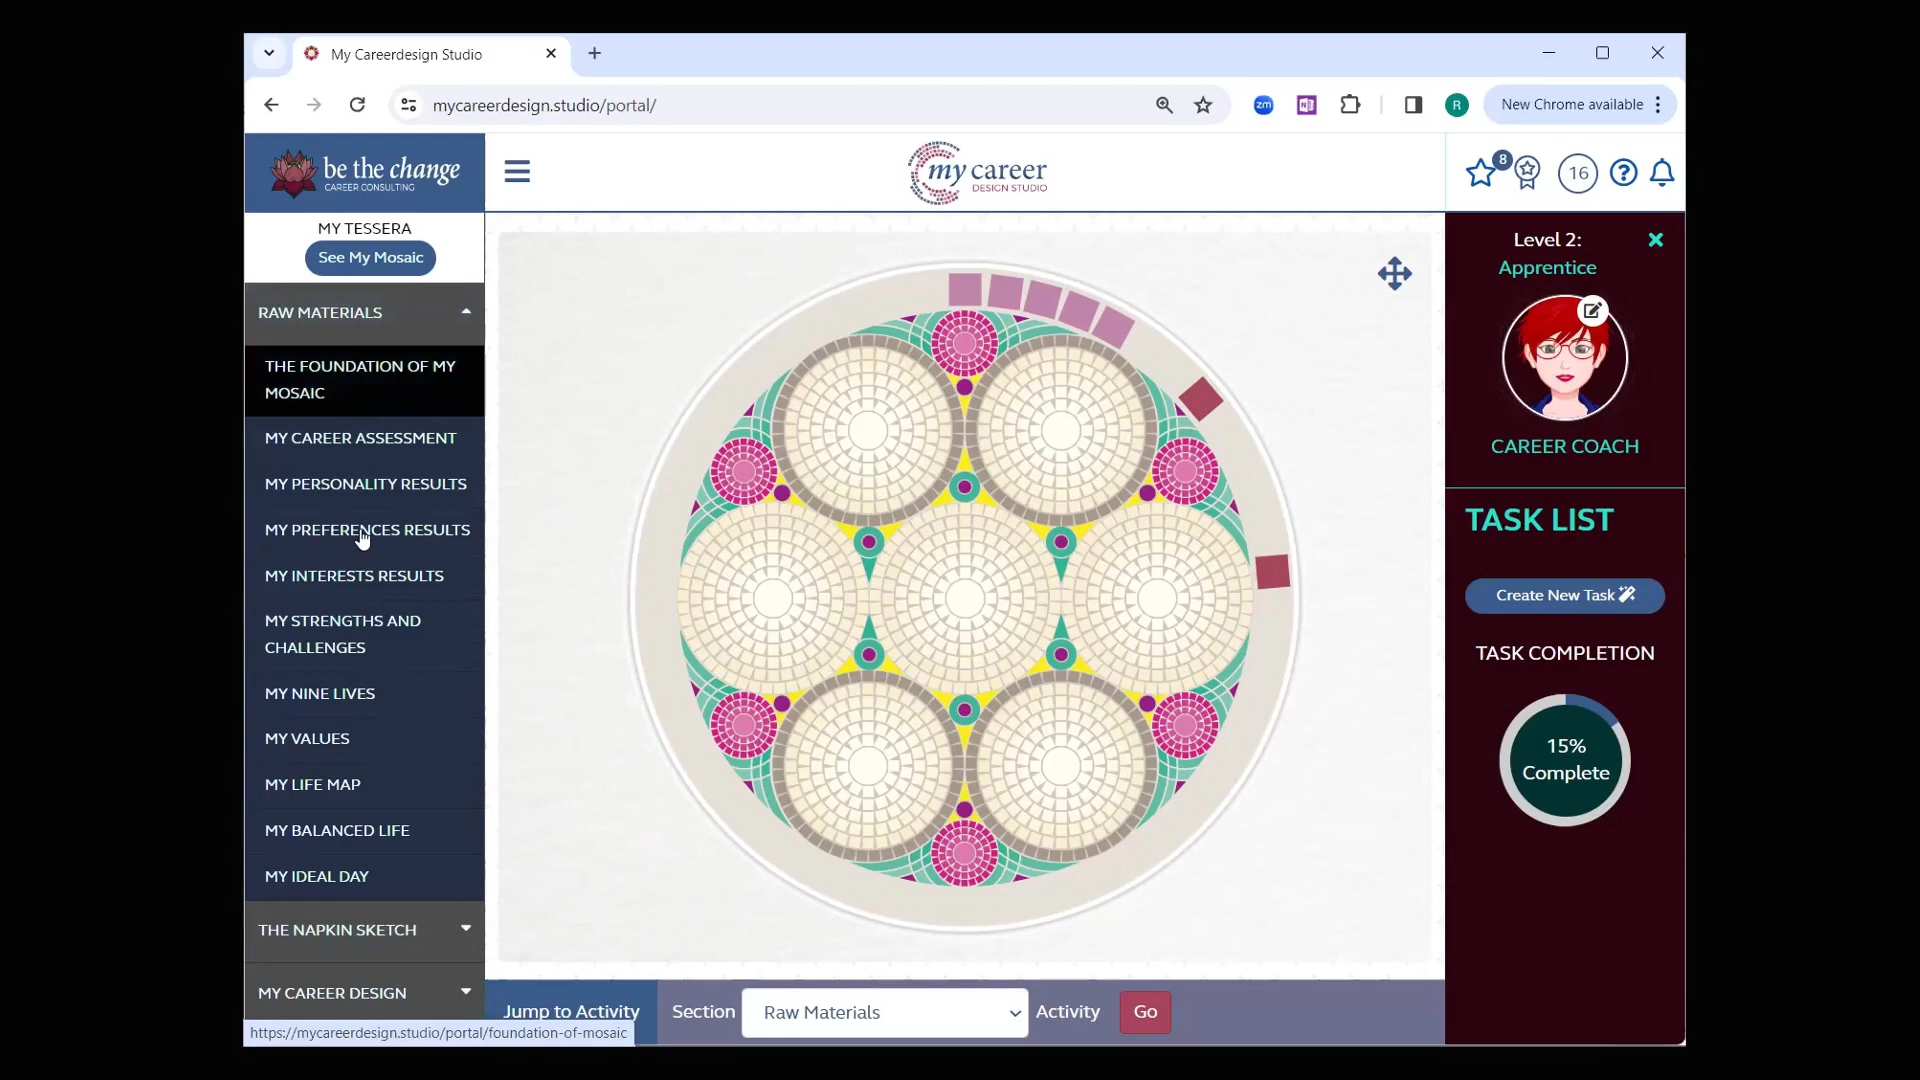 My Careerdesign Studio
mycareerdesign.studio/portal/
zm
N
R
New Chrome available
be the change
CAREER CONSULTING
my career
DESIGN STUDIO
8
16
?
MY TESSERA
See My Mosaic
RAW MATERIALS
THE FOUNDATION OF MY
MOSAIC
MY CAREER ASSESSMENT
MY PERSONALITY RESULTS
MY PREFERENCES RESULTS
MY INTERESTS RESULTS
MY STRENGTHS AND
CHALLENGES
MY NINE LIVES
MY VALUES
MY LIFE MAP
MY BALANCED LIFE
MY IDEAL DAY
THE NAPKIN SKETCH
MY CAREER DESIGN
Level 2:
Apprentice
CAREER COACH
TASK LIST
Create New Task
TASK COMPLETION
15%
Complete
Jump to Activity
Section
Raw Materials
Activity
Go
https://mycareerdesign.studio/portal/foundation-of-mosaic